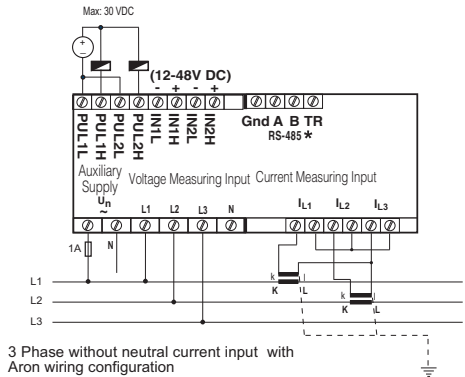 Max: 30 VDC
(12-48V DC)
- + - +
PUL1L PUL1H PUL2L PUL2H IN1L IN1H IN2L IN2H
Gnd A B TR
RS-485 *
Auxiliary Supply
Voltage Measuring Input
Current Measuring Input
Un
~
L1 L2 L3 N
IL1 IL2 IL3
1A
N
L1
k l
K L
L2
k l
K L
L3
3 Phase without neutral current input with
Aron wiring configuration